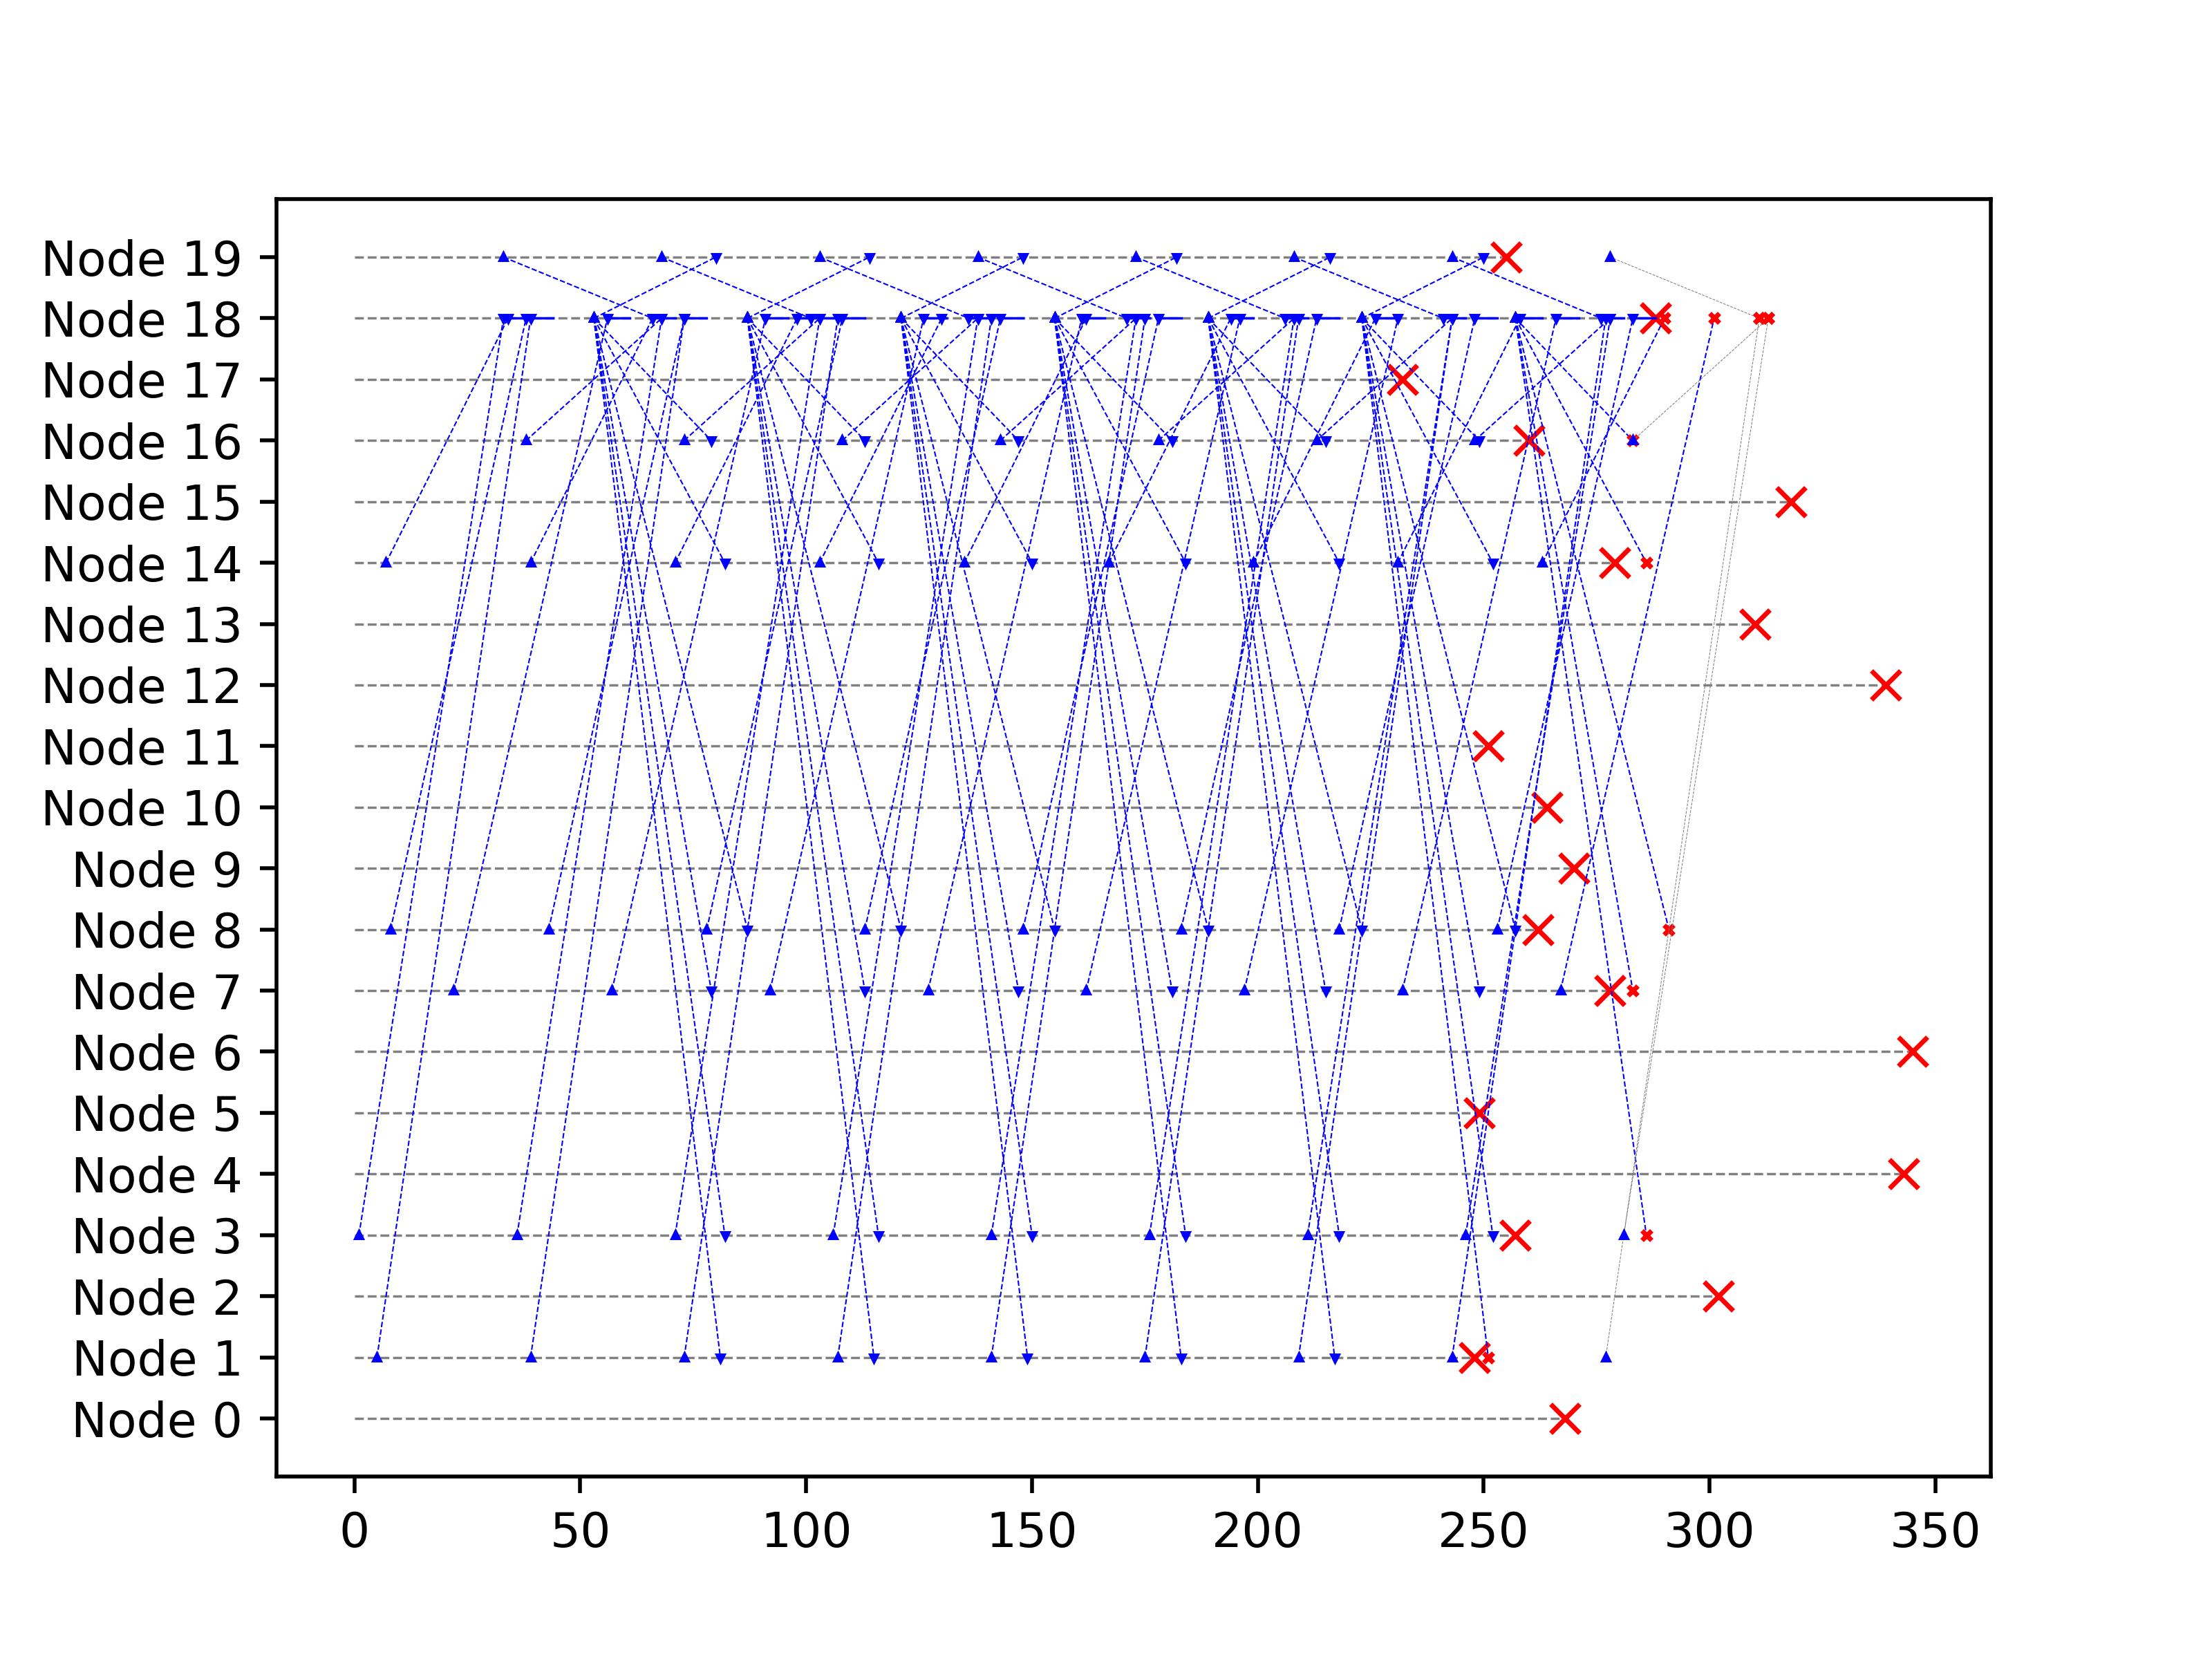 Node 19
Node 18
Node 17
Node 16
Node 15
Node 14
Node 13
Node 12
Node 11
Node 10
Node 9
Node 8
Node 7
Node 6
Node 5
Node 4
Node 3
Node 2
Node 1
Node 0
0 50 100 150 200 250 300 350